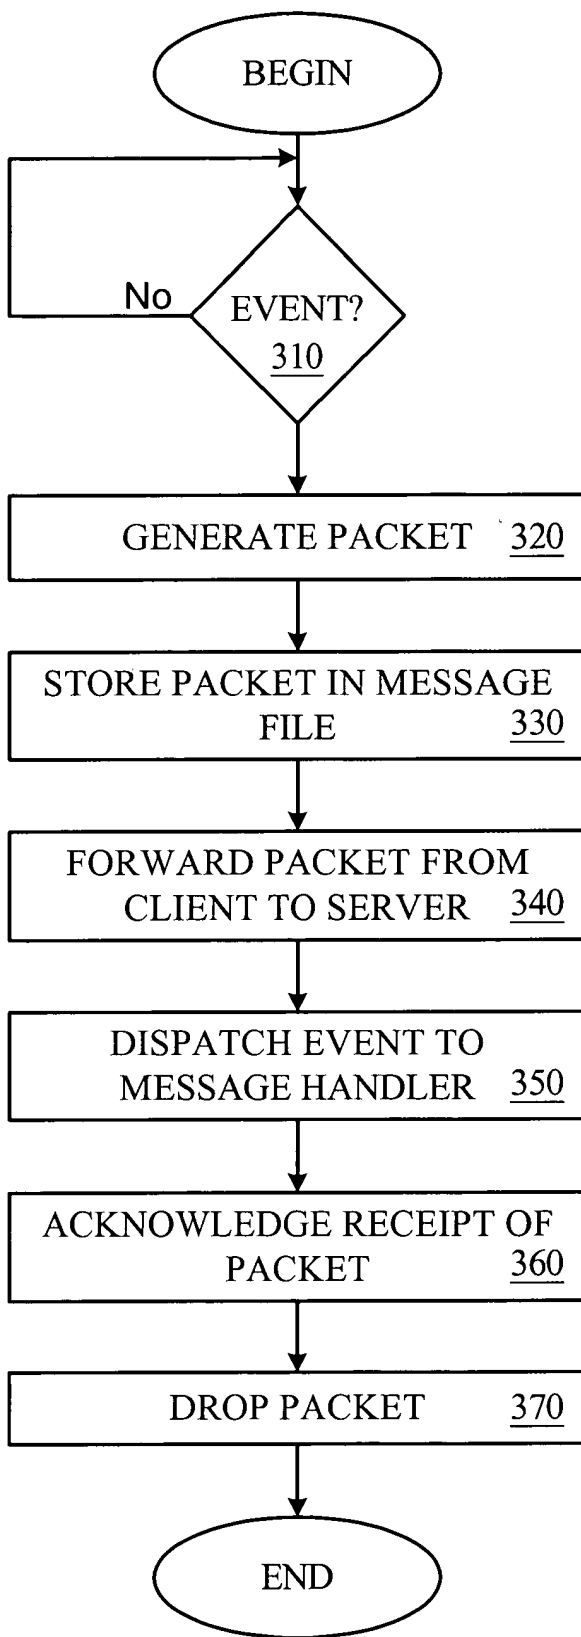 BEGIN
No
EVENT?
310
GENERATE PACKET 320
STORE PACKET IN MESSAGE
FILE 330
FORWARD PACKET FROM
CLIENT TO SERVER 340
DISPATCH EVENT TO
MESSAGE HANDLER 350
ACKNOWLEDGE RECEIPT OF
PACKET 360
DROP PACKET 370
END